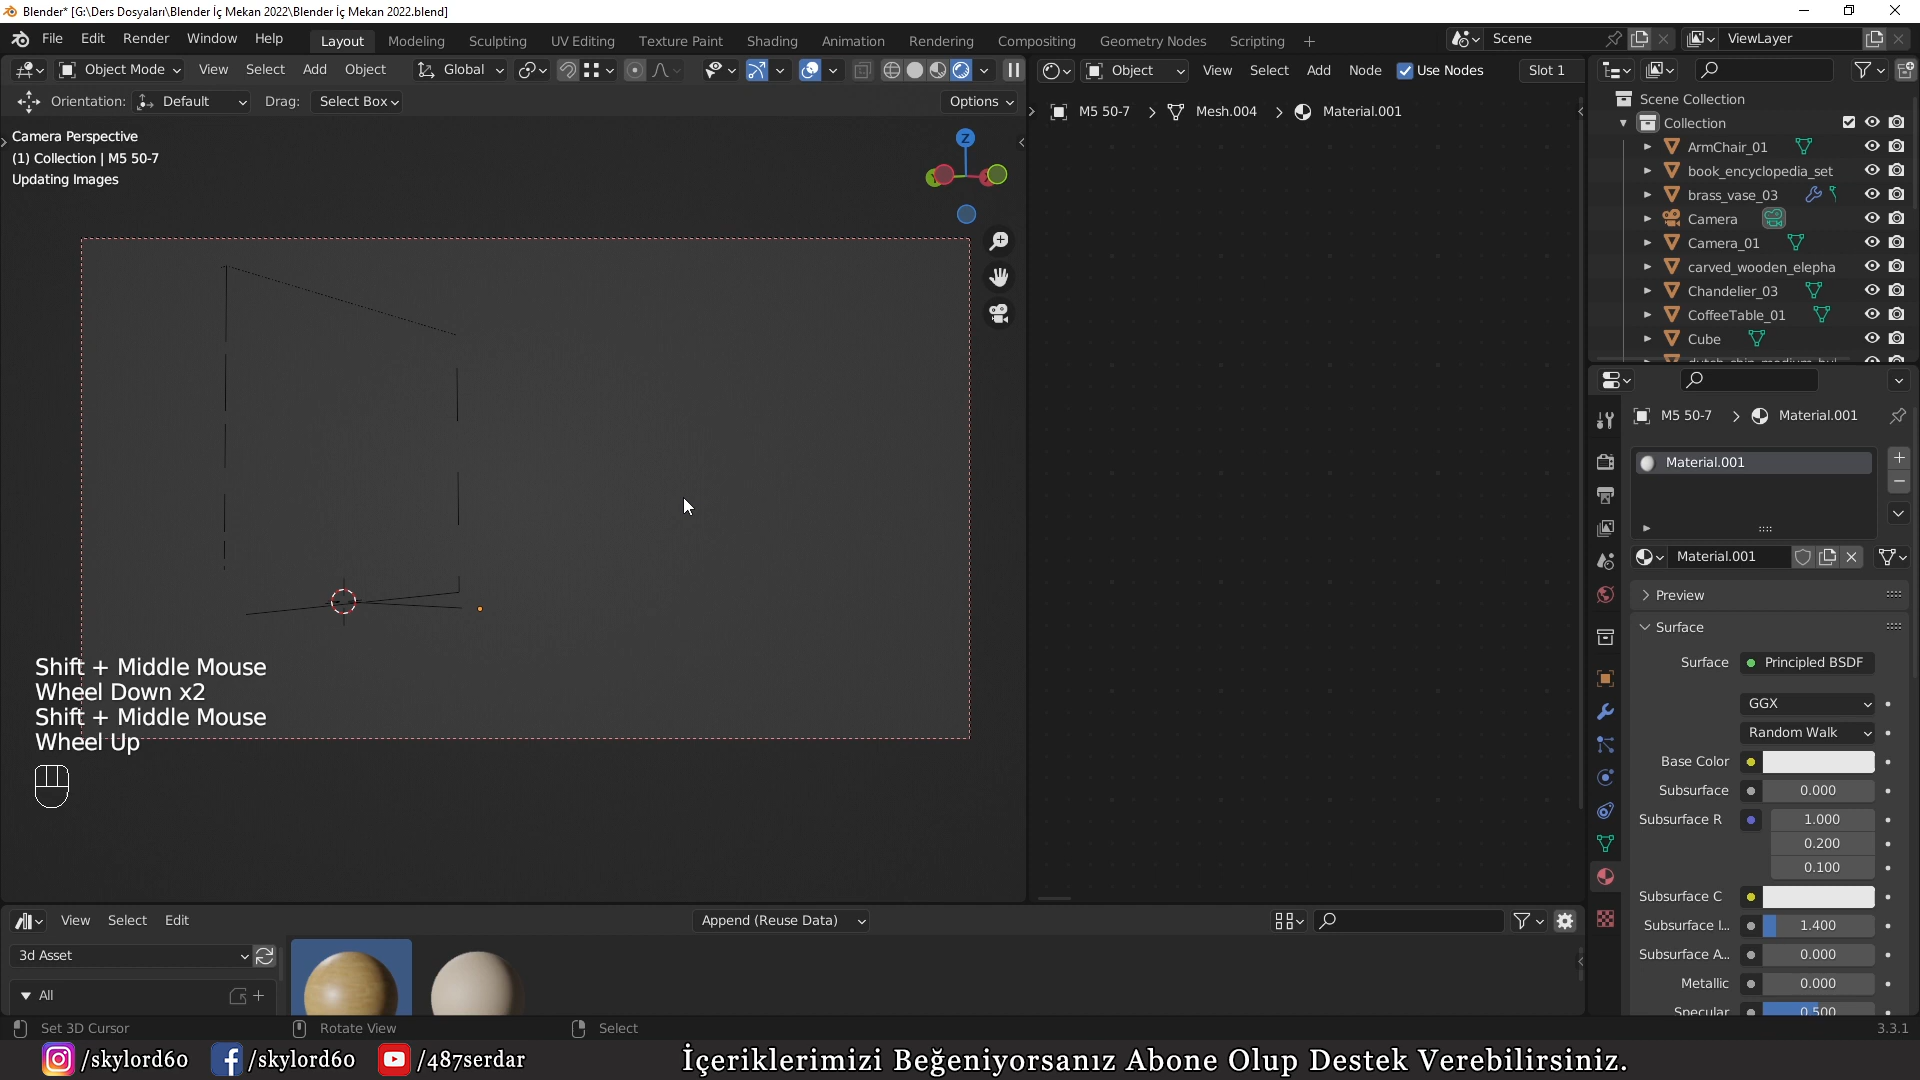 Blender* [G:\Ders Dosyaları\Blender İç Mekan 2022\Blender İç Mekan 2022.blend]
File Edit Render Window Help
Layout Modeling Sculpting UV Editing Texture Paint Shading Animation Rendering Compositing Geometry Nodes Scripting +
Scene
ViewLayer
Object Mode View Select Add Object Global
Object View Select Add Node Use Nodes Slot 1
Orientation: Default Drag: Select Box Options
M5 50-7 > Mesh.004 > Material.001
Camera Perspective
(1) Collection | M5 50-7
Updating Images
Z
Scene Collection
Collection
ArmChair_01
book_encyclopedia_set
brass_vase_03
Camera
Camera_01
carved_wooden_elepha
Chandelier_03
CoffeeTable_01
Cube
M5 50-7 > Material.001
Material.001
Material.001
Preview
Surface
Surface Principled BSDF
GGX
Random Walk
Base Color
Subsurface 0.000
Subsurface R 1.000
0.200
0.100
Subsurface C
Subsurface I... 1.400
Subsurface A... 0.000
Metallic 0.000
Specular 0.500
Shift + Middle Mouse
Wheel Down x2
Shift + Middle Mouse
Wheel Up
View Select Edit
Append (Reuse Data)
3d Asset
All
Set 3D Cursor
Rotate View
Select
3.3.1
/skylord60 /skylord60 /487serdar
İçeriklerimizi Beğeniyorsanız Abone Olup Destek Verebilirsiniz.